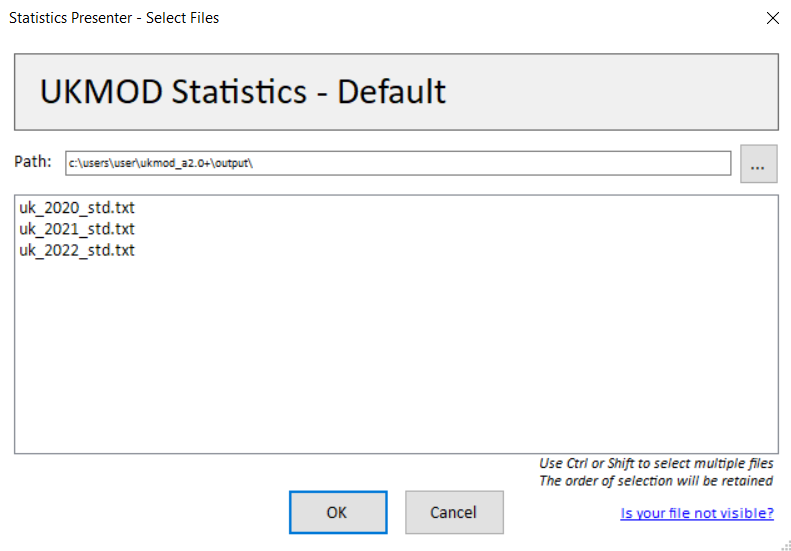 Statistics Presenter - Select Files
UKMOD Statistics - Default
Path: c:\users\user\ukmod_a2.0+\output\ ...
uk_2020_std.txt
uk_2021_std.txt
uk_2022_std.txt
Use Ctrl or Shift to select multiple files
The order of selection will be retained
OK Cancel Is your file not visible?